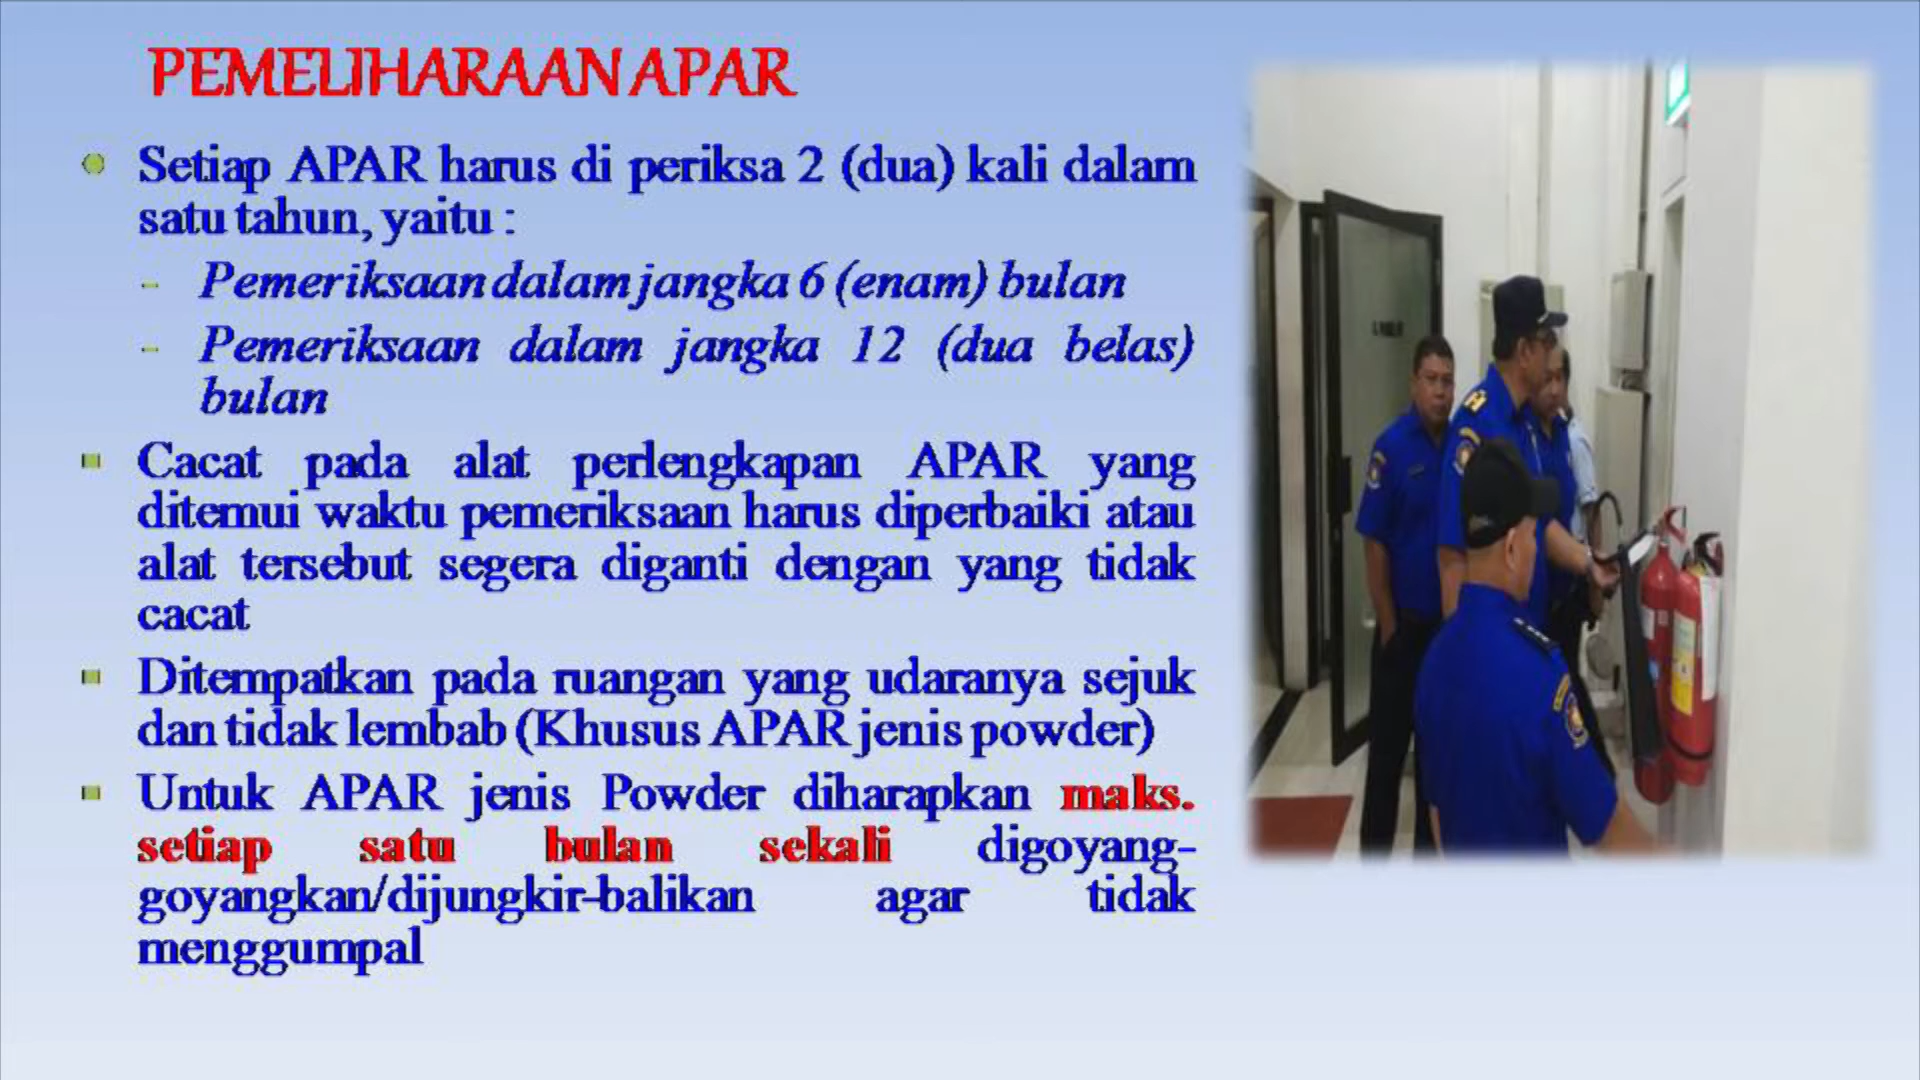 PEMELIHARAAN APAR
Setiap APAR harus di periksa 2 (dua) kali dalam
satu tahun, yaitu :
- Pemeriksaan dalam jangka 6 (enam) bulan
- Pemeriksaan dalam jangka 12 (dua belas)
bulan
Cacat pada alat perlengkapan APAR yang
ditemui waktu pemeriksaan harus diperbaiki atau
alat tersebut segera diganti dengan yang tidak
cacat
Ditempatkan pada ruangan yang udaranya sejuk
dan tidak lembab (Khusus APAR jenis powder)
Untuk APAR jenis Powder diharapkan maks.
setiap satu bulan sekali digoyang-
goyangkan/dijungkir-balikan agar tidak
menggumpal